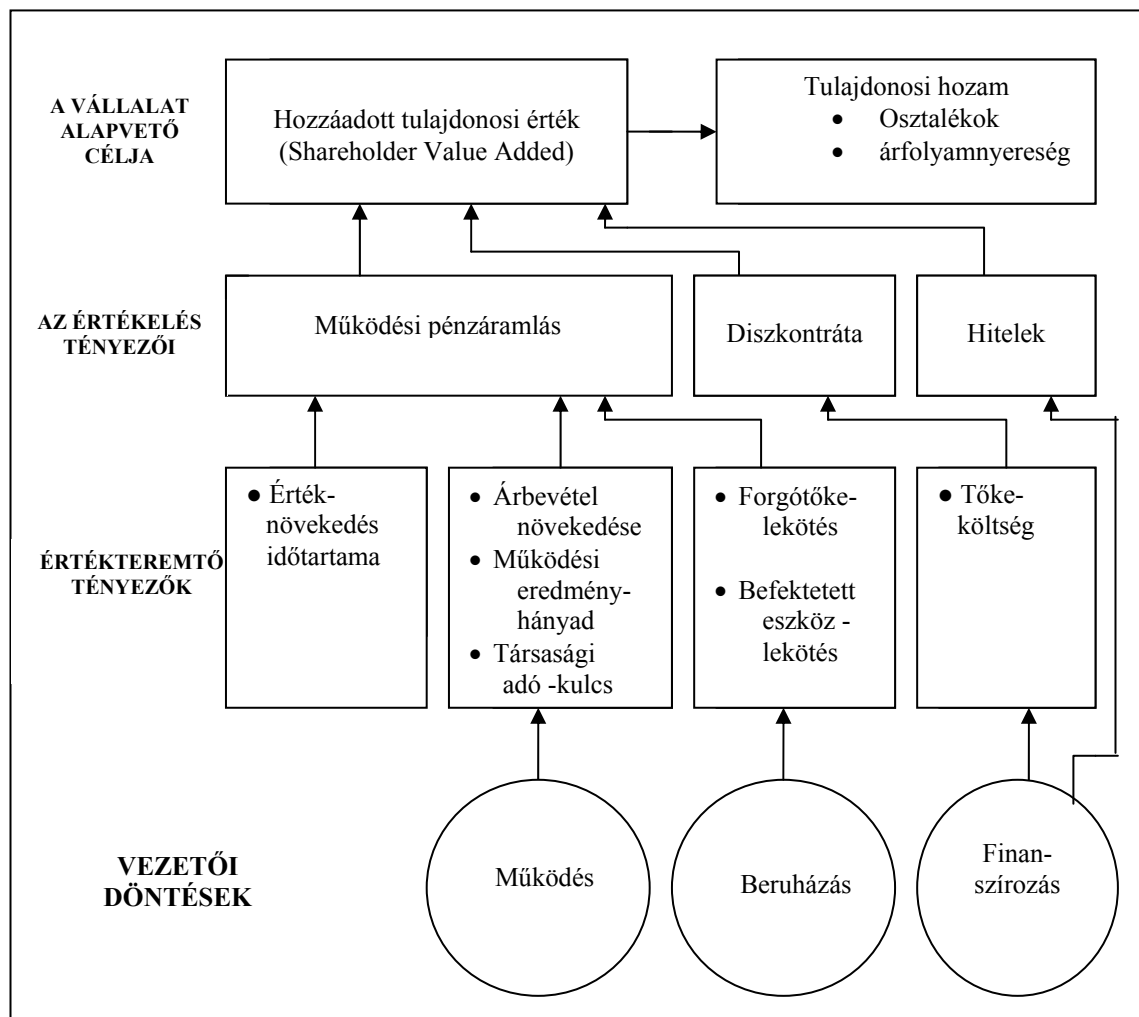 A VÁLLALAT
ALAPVETŐ
CÉLJA
Hozzáadott tulajdonosi érték
(Shareholder Value Added)
Tulajdonosi hozam
• Osztalékok
• árfolyamnyereség
AZ ÉRTÉKELÉS
TÉNYEZŐI
Működési pénzáramlás
Diszkontráta
Hitelek
ÉRTÉKTEREMTŐ
TÉNYEZŐK
• Érték-
növekedés
időtartama
• Árbevétel
növekedése
• Működési
eredmény-
hányad
• Társasági
adó -kulcs
• Forgótőke-
lekötés
• Befektetett
eszköz -
lekötés
• Tőke-
költség
VEZETŐI
DÖNTÉSEK
Működés
Beruházás
Finan-
szírozás